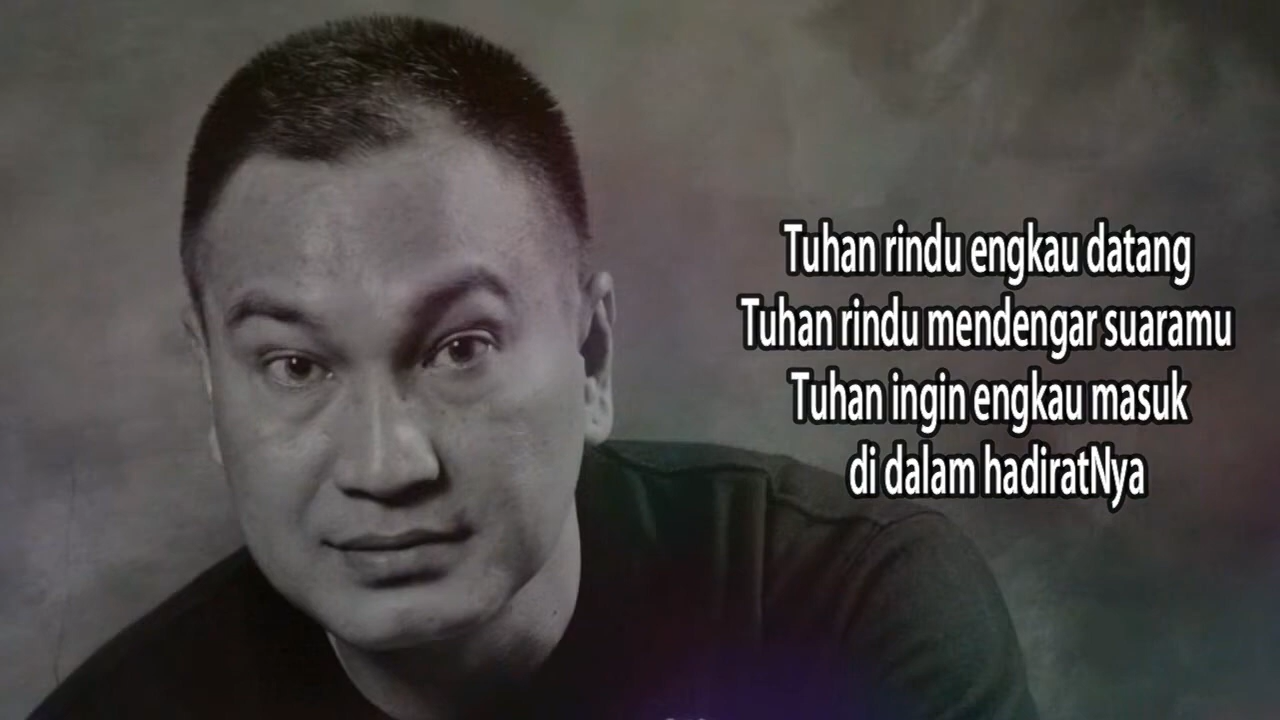 Tuhan rindu engkau datang
Tuhan rindu mendengar suaramu
Tuhan ingin engkau masuk
di dalam hadiratNya